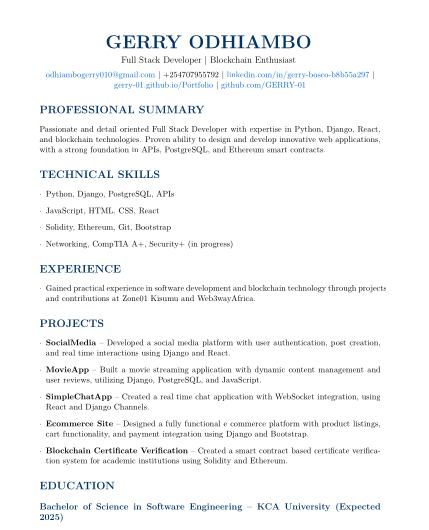 GERRY ODHIAMBO
Full Stack Developer | Blockchain Enthusiast
odhiambogerry010@gmail.com | +254707955792 | linkedin.com/in/gerry-bosco-b8b55a297 |
gerry-01.github.io/Portfolio | github.com/GERRY-01
PROFESSIONAL SUMMARY
Passionate and detail oriented Full Stack Developer with expertise in Python, Django, React,
and blockchain technologies. Proven ability to design and develop innovative web applications,
with a strong foundation in APIs, PostgreSQL, and Ethereum smart contracts.
TECHNICAL SKILLS
· Python, Django, PostgreSQL, APIs
· JavaScript, HTML, CSS, React
· Solidity, Ethereum, Git, Bootstrap
· Networking, CompTIA A+, Security+ (in progress)
EXPERIENCE
· Gained practical experience in software development and blockchain technology through projects
and contributions at Zone01 Kisumu and Web3wayAfrica.
PROJECTS
· SocialMedia – Developed a social media platform with user authentication, post creation,
and real time interactions using Django and React.
· MovieApp – Built a movie streaming application with dynamic content management and
user reviews, utilizing Django, PostgreSQL, and JavaScript.
· SimpleChatApp – Created a real time chat application with WebSocket integration, using
React and Django Channels.
· Ecommerce Site – Designed a fully functional e commerce platform with product listings,
cart functionality, and payment integration using Django and Bootstrap.
· Blockchain Certificate Verification – Created a smart contract based certificate verifica-
tion system for academic institutions using Solidity and Ethereum.
EDUCATION
Bachelor of Science in Software Engineering – KCA University (Expected
2025)